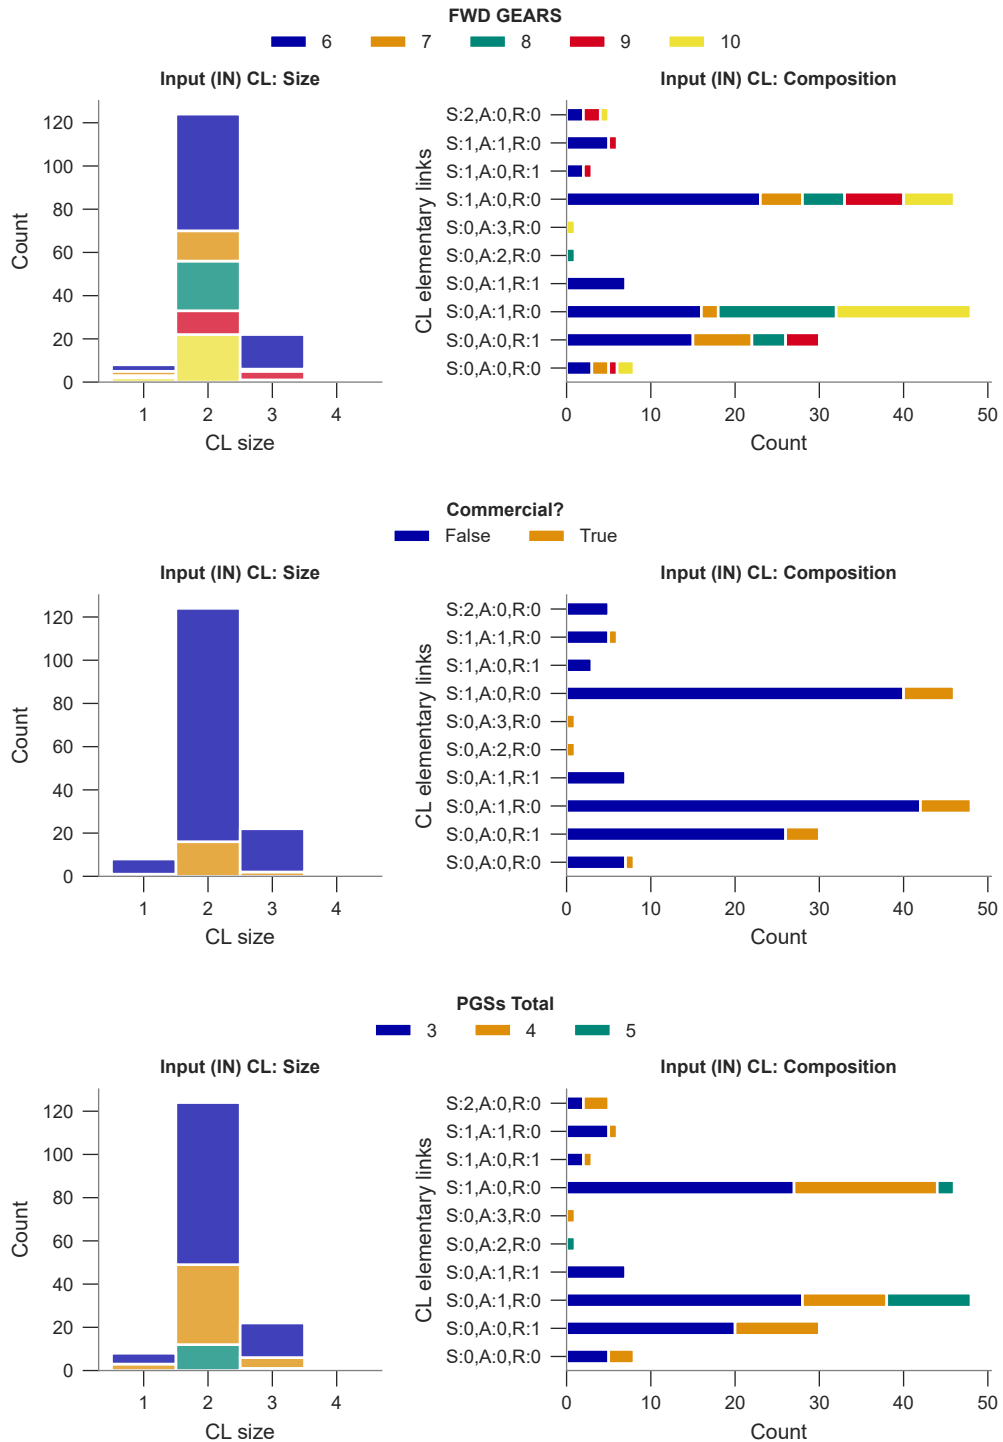 FWD GEARS
6 7 8 9 10
Input (IN) CL: Size
120
100
80
60
40
20
0
Count
1 2 3 4
CL size
Input (IN) CL: Composition
CL elementary links
S:2,A:0,R:0
S:1,A:1,R:0
S:1,A:0,R:1
S:1,A:0,R:0
S:0,A:3,R:0
S:0,A:2,R:0
S:0,A:1,R:1
S:0,A:1,R:0
S:0,A:0,R:1
S:0,A:0,R:0
0 10 20 30 40 50
Count
Commercial?
False True
Input (IN) CL: Size
120
100
80
60
40
20
0
Count
1 2 3 4
CL size
Input (IN) CL: Composition
CL elementary links
S:2,A:0,R:0
S:1,A:1,R:0
S:1,A:0,R:1
S:1,A:0,R:0
S:0,A:3,R:0
S:0,A:2,R:0
S:0,A:1,R:1
S:0,A:1,R:0
S:0,A:0,R:1
S:0,A:0,R:0
0 10 20 30 40 50
Count
PGSs Total
3 4 5
Input (IN) CL: Size
120
100
80
60
40
20
0
Count
1 2 3 4
CL size
Input (IN) CL: Composition
CL elementary links
S:2,A:0,R:0
S:1,A:1,R:0
S:1,A:0,R:1
S:1,A:0,R:0
S:0,A:3,R:0
S:0,A:2,R:0
S:0,A:1,R:1
S:0,A:1,R:0
S:0,A:0,R:1
S:0,A:0,R:0
0 10 20 30 40 50
Count